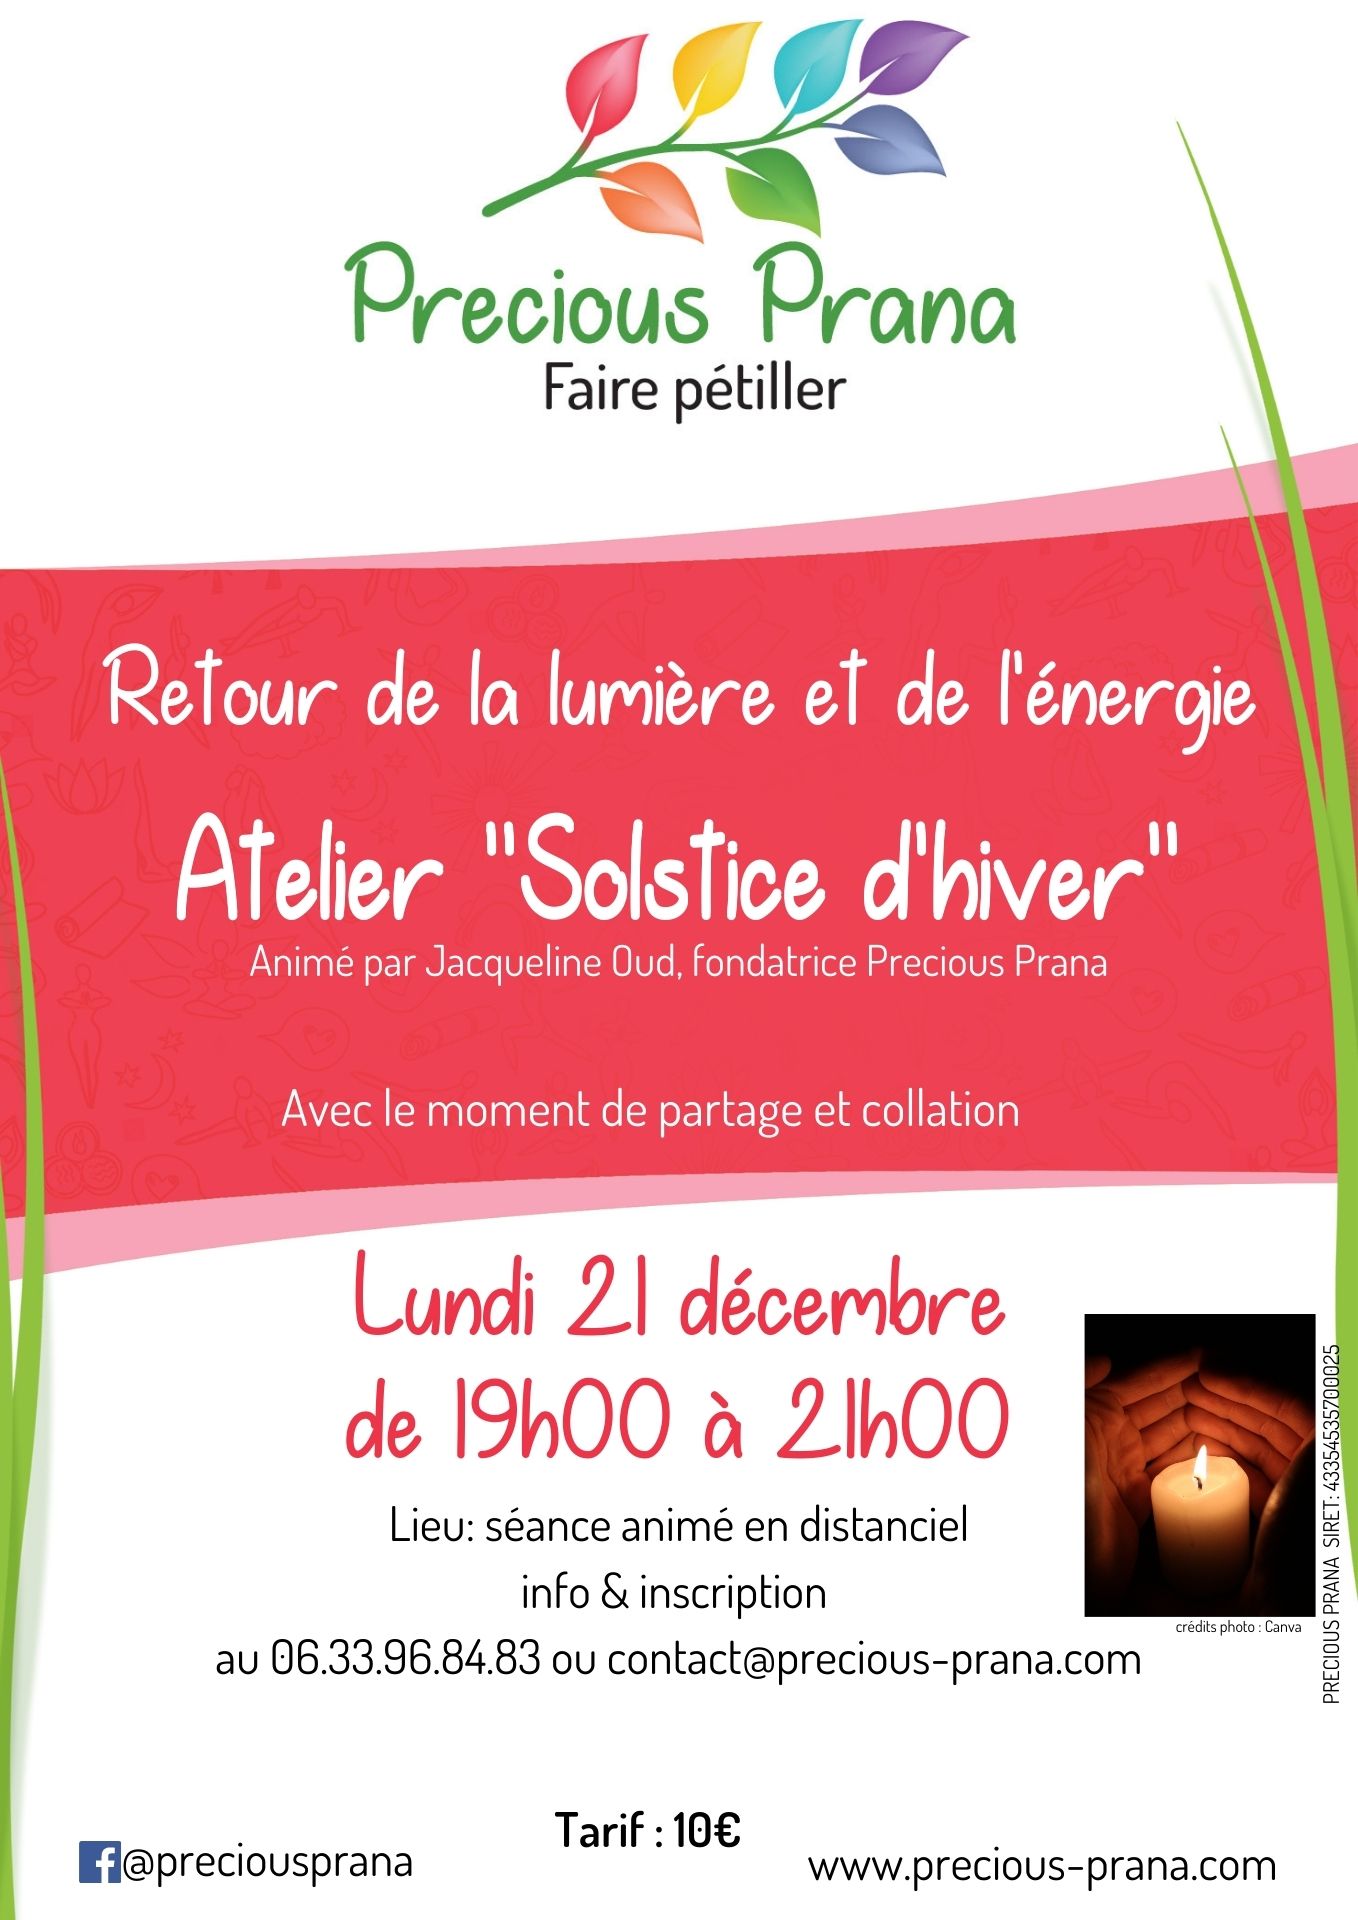 Precious Prana
Faire pétiller
Retour de la lumière et de l'énergie
Atelier "Solstice d'hiver"
Animé par Jacqueline Oud, fondatrice Precious Prana
Avec le moment de partage et collation
Lundi 21 décembre
de 19h00 à 21h00
Lieu: séance animé en distanciel
info & inscription
au 06.33.96.84.83 ou contact@precious-prana.com
crédits photo : Canva
PRECIOUS PRANA SIRET: 43354535700025
Tarif : 10€
@preciousprana
www.precious-prana.com